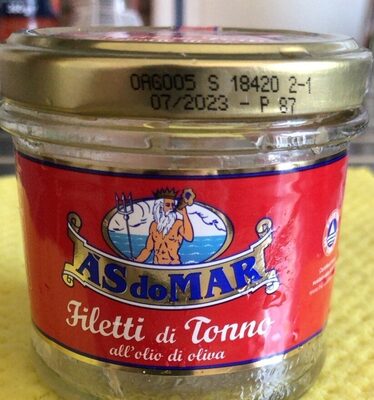 OAG005 S 18420 2-1
07/2023 - P 87
ASdoMAR
Filetti di Tonno
all'olio di oliva